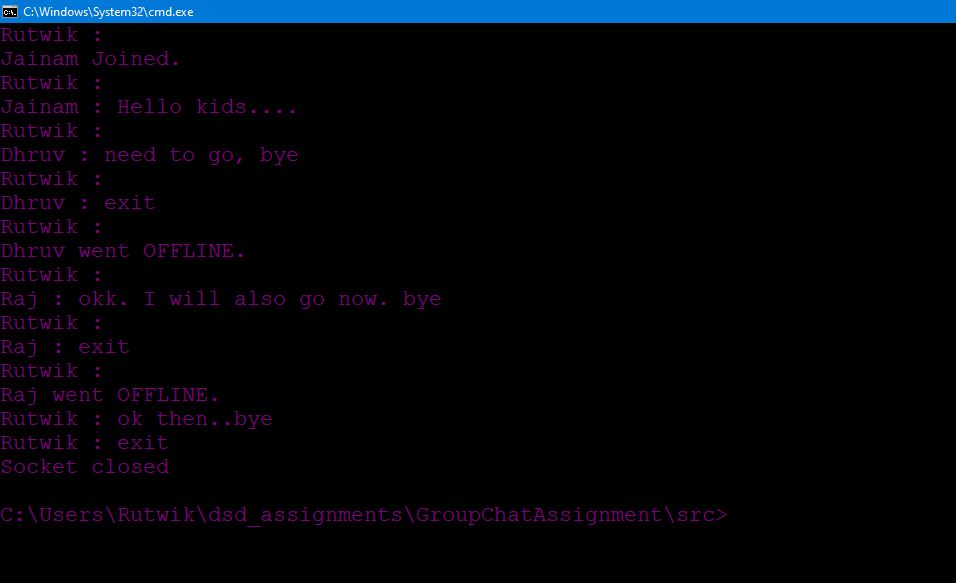 C:\Windows\System32\cmd.exe
Rutwik :
Jainam Joined.
Rutwik :
Jainam : Hello kids....
Rutwik :
Dhruv : need to go, bye
Rutwik :
Dhruv : exit
Rutwik :
Dhruv went OFFLINE.
Rutwik :
Raj : okk. I will also go now. bye
Rutwik :
Raj : exit
Rutwik :
Raj went OFFLINE.
Rutwik : ok then..bye
Rutwik : exit
Socket closed
C:\Users\Rutwik\dsd_assignments\GroupChatAssignment\src>